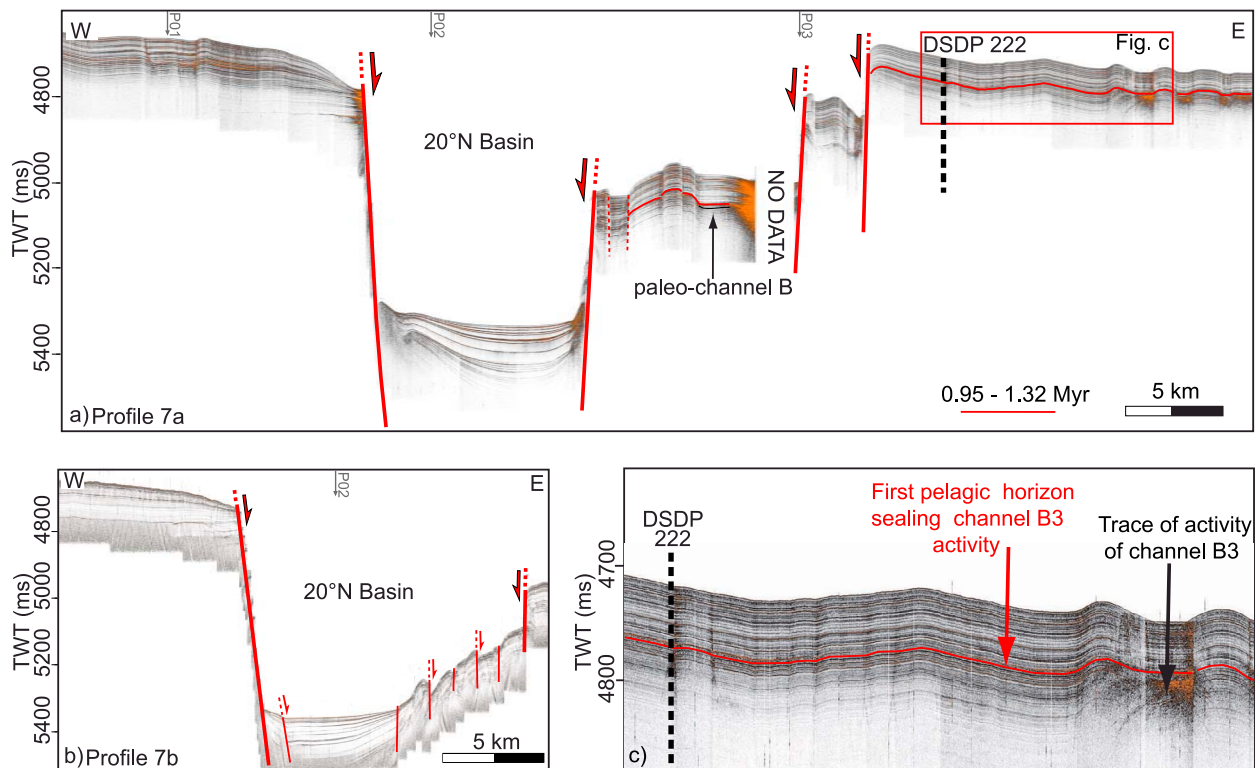 P01
P02
P03
W
E
DSDP 222
Fig. c
4800
5000
5200
5400
TWT (ms)
20°N Basin
NO DATA
paleo-channel B
0.95 - 1.32 Myr
5 km
a) Profile 7a
W
P02
E
4800
5000
5200
5400
TWT (ms)
20°N Basin
5 km
b) Profile 7b
First pelagic horizon
sealing channel B3
activity
DSDP
222
Trace of activity
of channel B3
4700
4800
TWT (ms)
c)